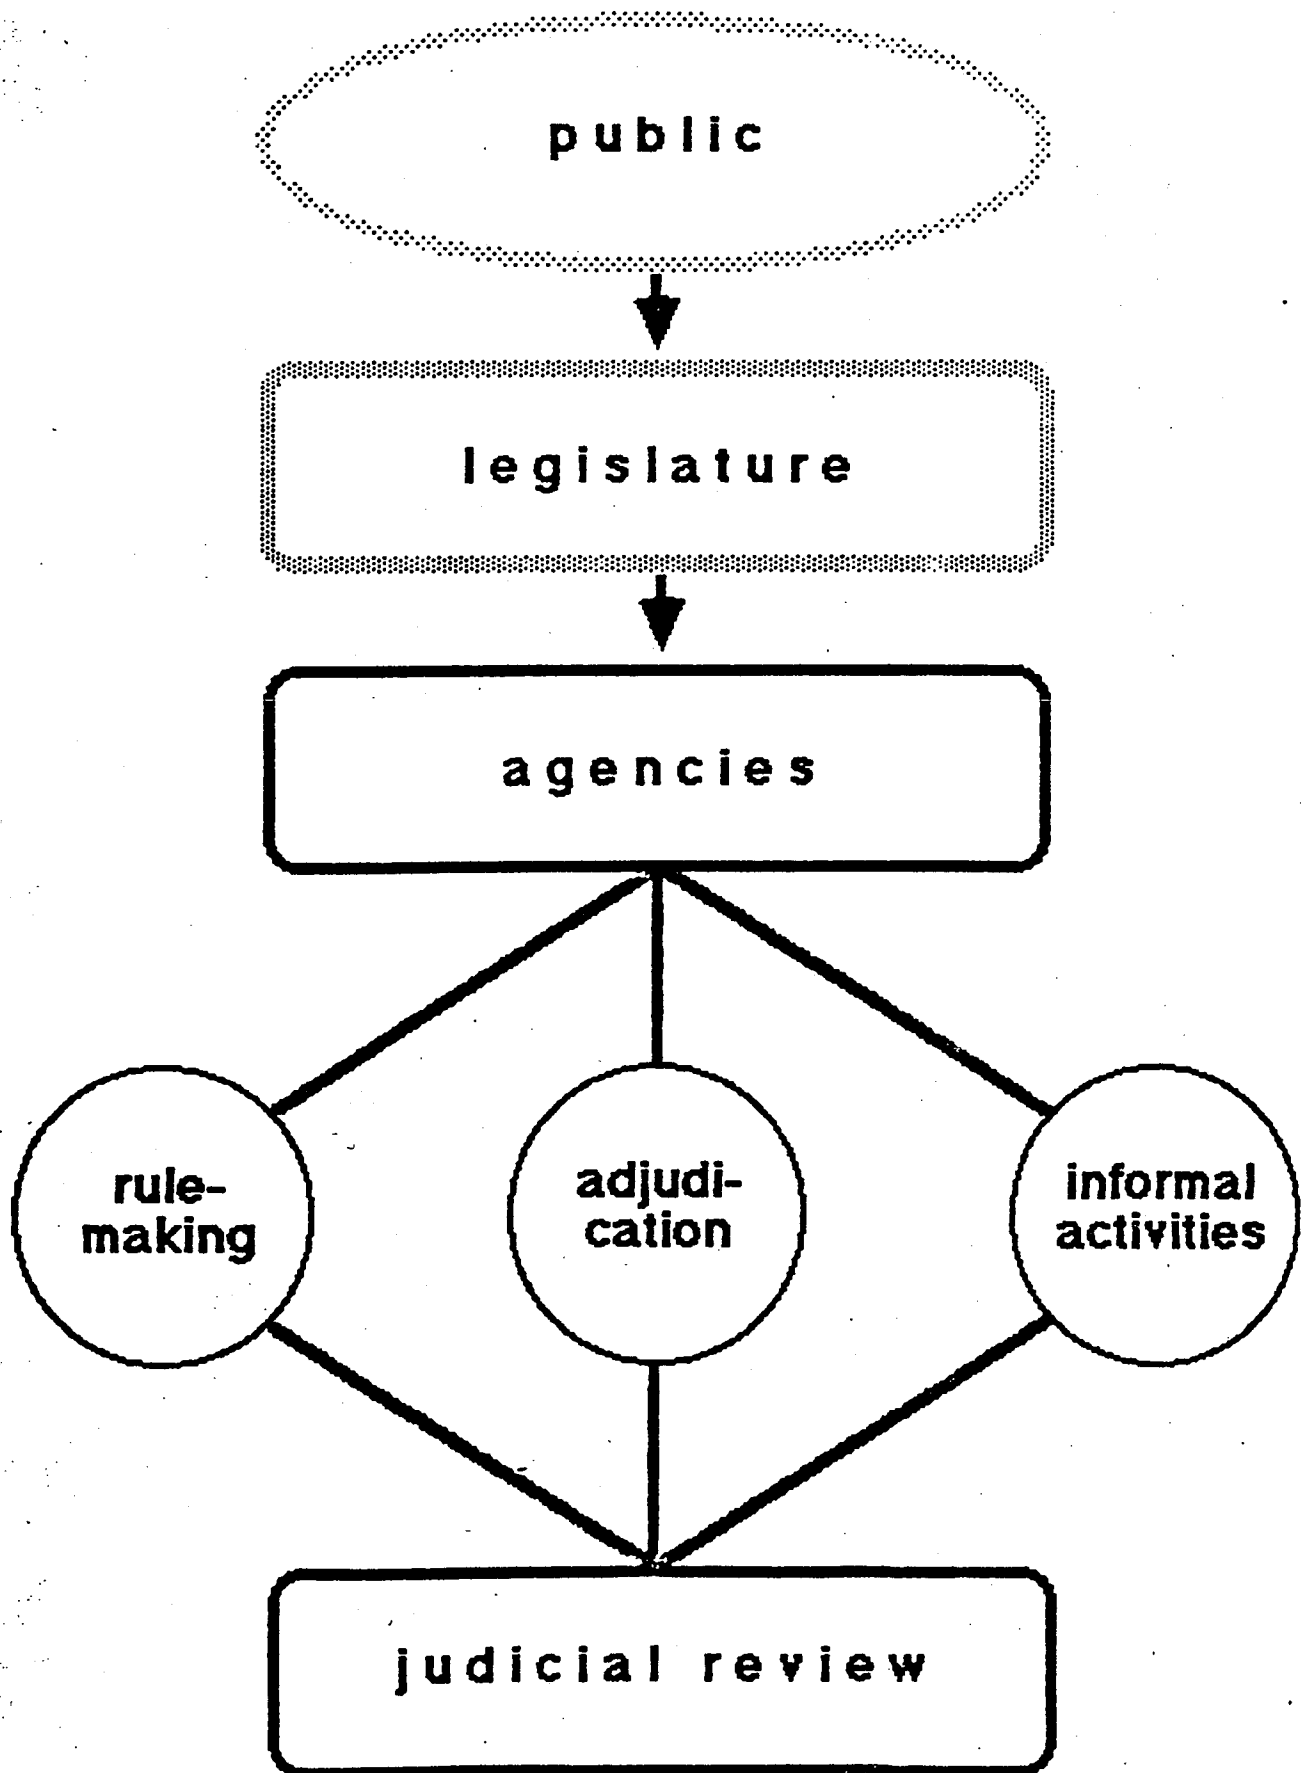 public
legislature
agencies
rule-
making
adjudi-
cation
informal
activities
judicial review